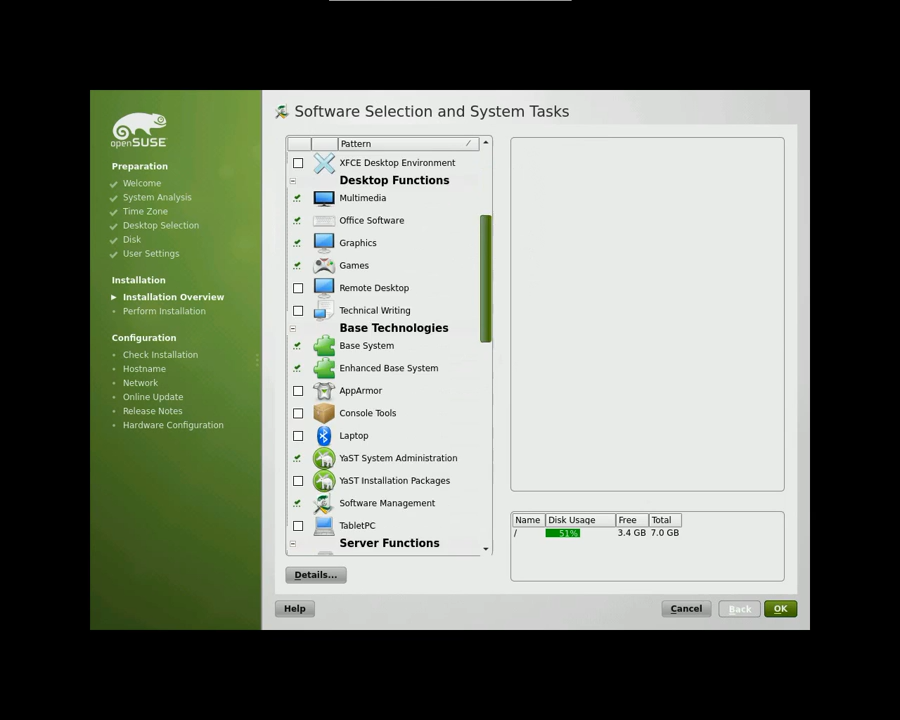 Software Selection and System Tasks
openSUSE
Preparation
Welcome
System Analysis
Time Zone
Desktop Selection
Disk
User Settings
Installation
Installation Overview
Perform Installation
Configuration
Check Installation
Hostname
Network
Online Update
Release Notes
Hardware Configuration
Pattern
XFCE Desktop Environment
Desktop Functions
Multimedia
Office Software
Graphics
Games
Remote Desktop
Technical Writing
Base Technologies
Base System
Enhanced Base System
AppArmor
Console Tools
Laptop
YaST System Administration
YaST Installation Packages
Software Management
TabletPC
Server Functions
Details...
Name Disk Usage Free Total
/ 51% 3.4 GB 7.0 GB
Help Cancel Back OK